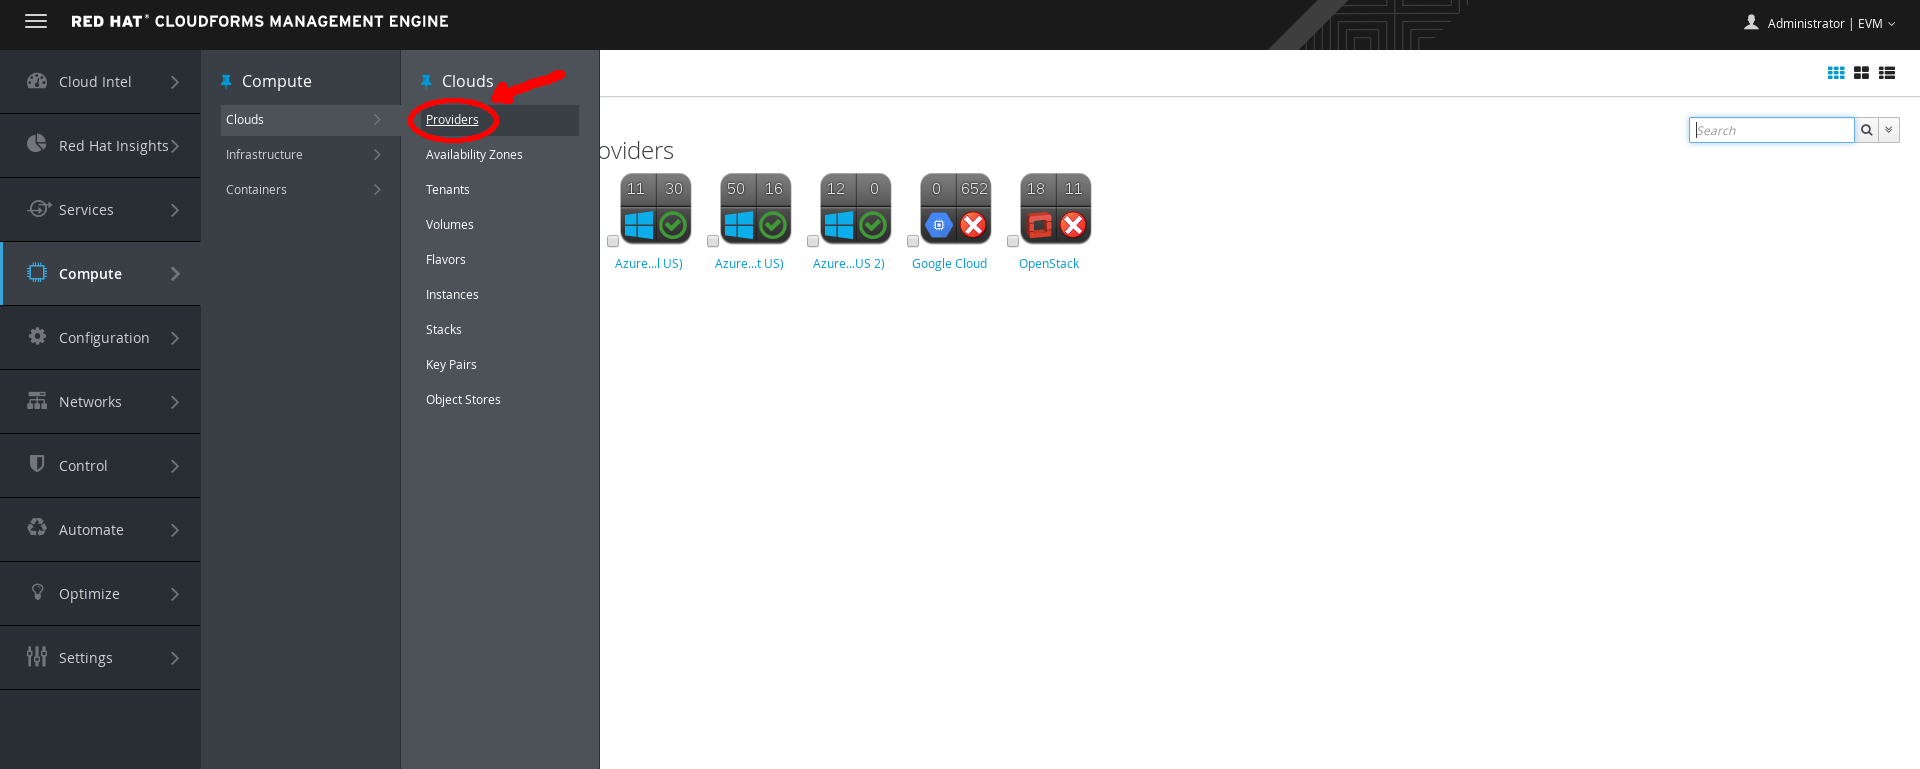 RED HAT® CLOUDFORMS MANAGEMENT ENGINE
Administrator | EVM
Cloud Intel
Red Hat Insights
Services
Compute
Configuration
Networks
Control
Automate
Optimize
Settings
Compute
Clouds
Infrastructure
Containers
Clouds
Providers
Availability Zones
Tenants
Volumes
Flavors
Instances
Stacks
Key Pairs
Object Stores
Search
oviders
11 30
50 16
12 0
0 652
18 11
Azure...l US)
Azure...t US)
Azure...US 2)
Google Cloud
OpenStack